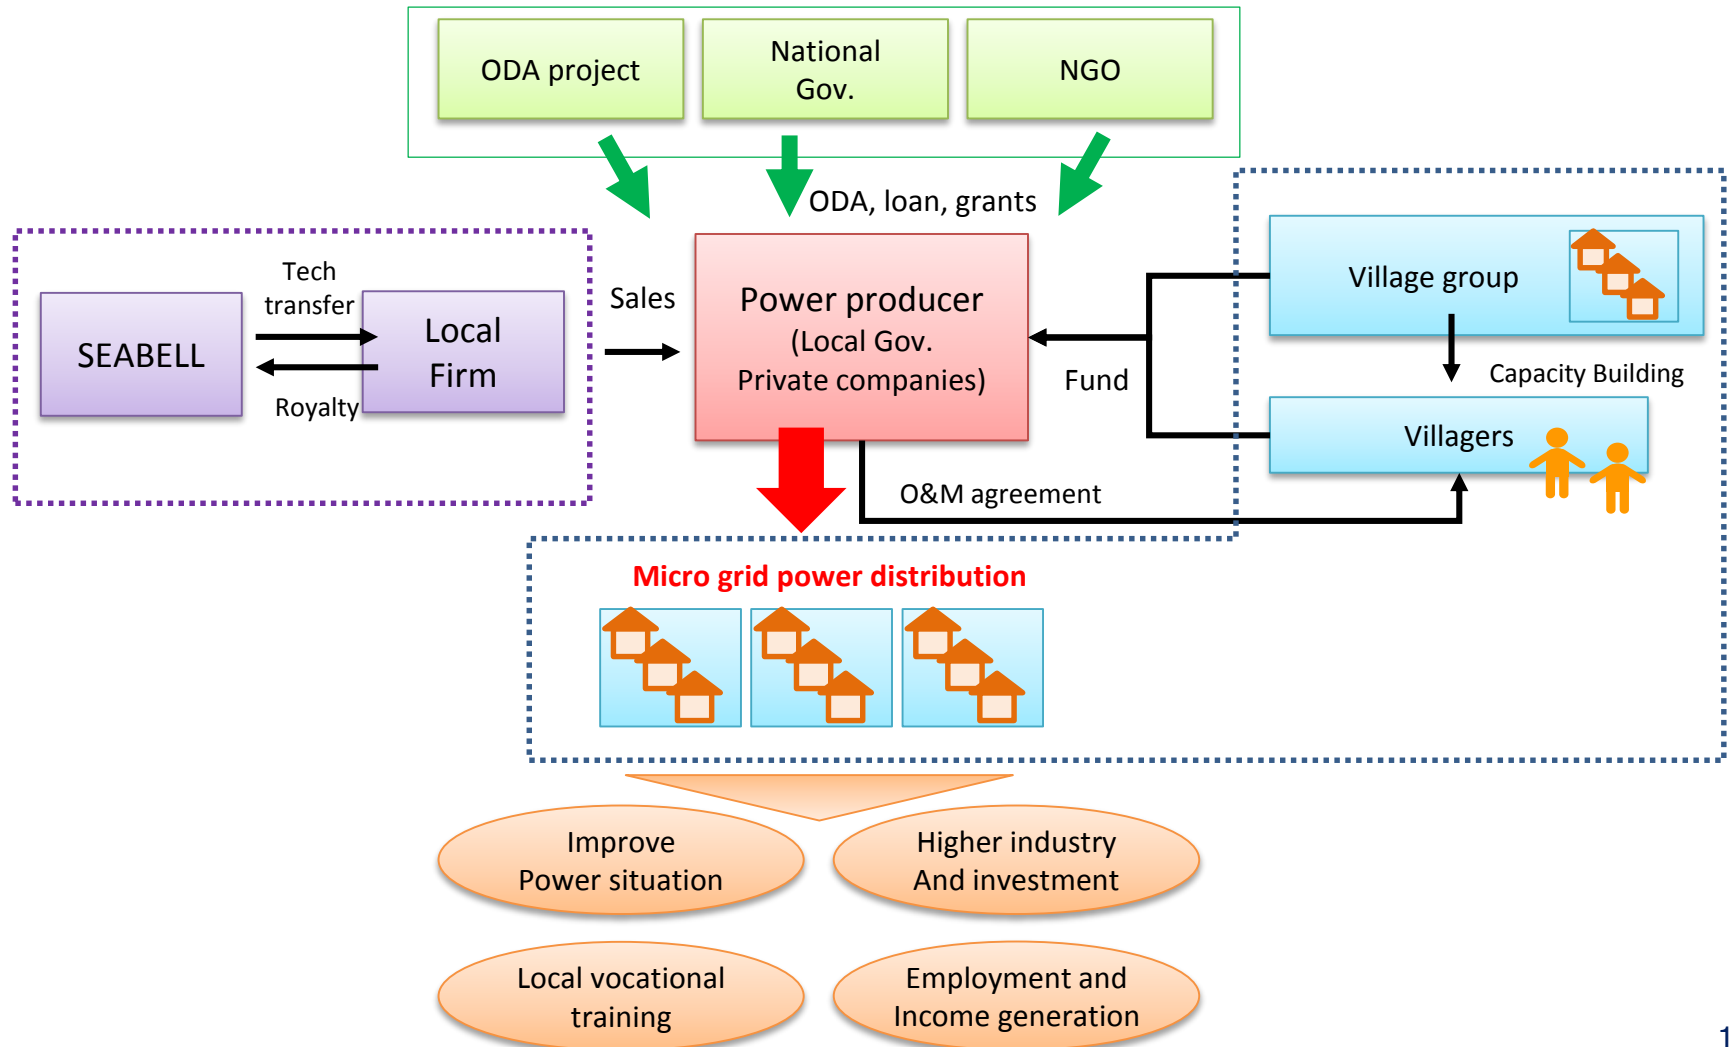 ODA project
National
Gov.
NGO
ODA, loan, grants
Tech
transfer
SEABELL
Local
Firm
Royalty
Sales
Power producer
(Local Gov.
Private companies)
Fund
Village group
Capacity Building
Villagers
O&M agreement
Micro grid power distribution
Improve
Power situation
Higher industry
And investment
Local vocational
training
Employment and
Income generation
1